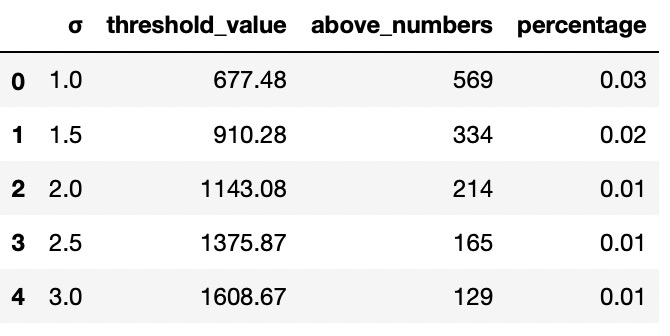 σ threshold_value above_numbers percentage
0 1.0 677.48 569 0.03
1 1.5 910.28 334 0.02
2 2.0 1143.08 214 0.01
3 2.5 1375.87 165 0.01
4 3.0 1608.67 129 0.01